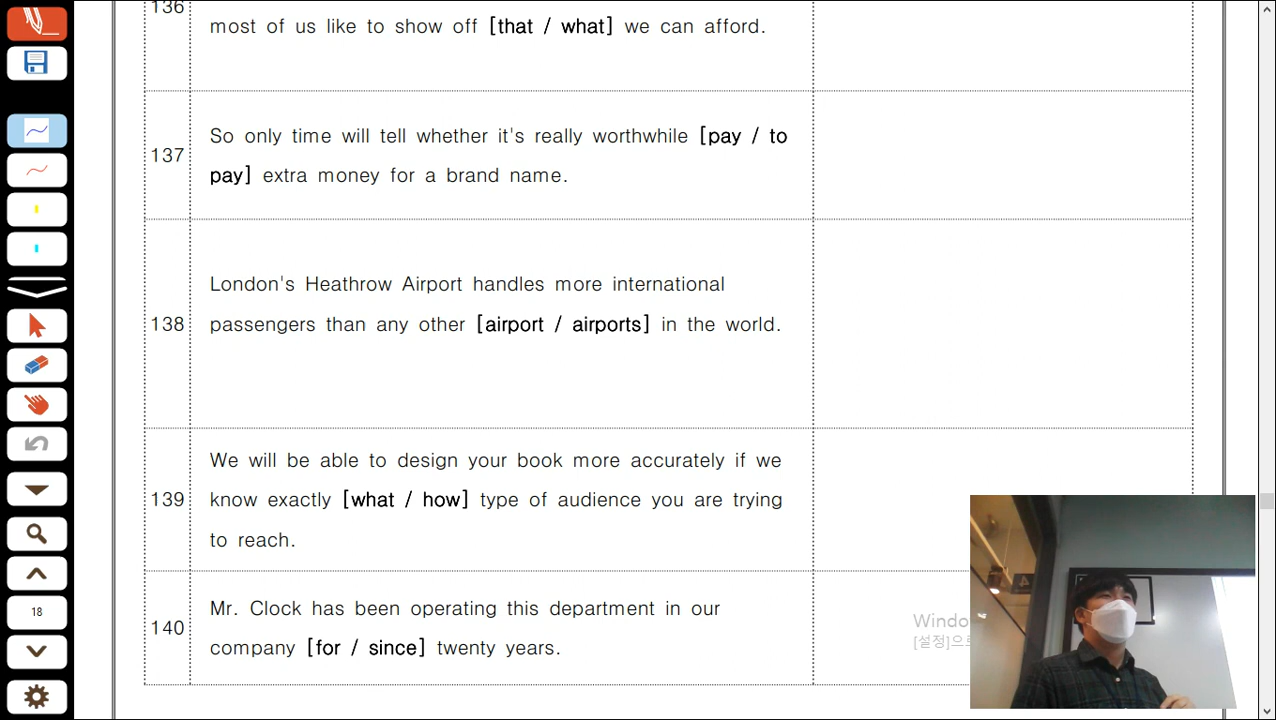 136
most of us like to show off [that / what] we can afford.
137
So only time will tell whether it's really worthwhile [pay / to
pay] extra money for a brand name.
138
London's Heathrow Airport handles more international
passengers than any other [airport / airports] in the world.
139
We will be able to design your book more accurately if we
know exactly [what / how] type of audience you are trying
to reach.
140
Mr. Clock has been operating this department in our
company [for / since] twenty years.
18
Windo
[설정]으로